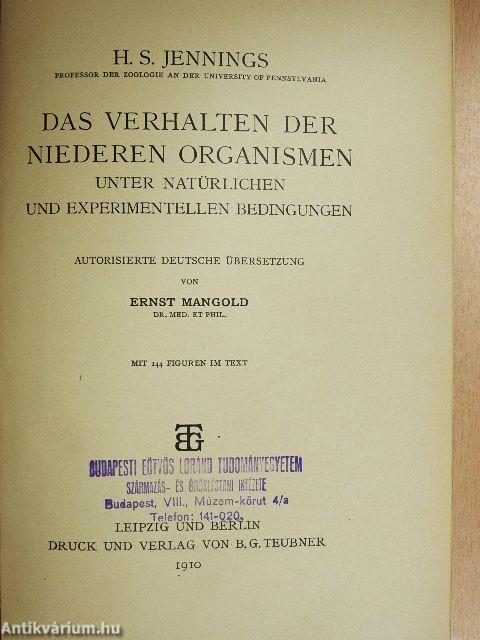 H. S. JENNINGS
PROFESSOR DER ZOOLOGIE AN DER UNIVERSITY OF PENNSYLVANIA
DAS VERHALTEN DER
NIEDEREN ORGANISMEN
UNTER NATÜRLICHEN
UND EXPERIMENTELLEN BEDINGUNGEN
AUTORISIERTE DEUTSCHE ÜBERSETZUNG
VON
ERNST MANGOLD
DR. MED. ET PHIL.
MIT 144 FIGUREN IM TEXT
BTG
BUDAPESTI EÖTVÖS LORÁND TUDOMÁNYEGYETEM
SZÁRMAZÁS- ÉS ÖRÖKLÉSTANI INTÉZETE
Budapest, VIII., Múzem-körut 4/a
Telefon: 141-020.
LEIPZIG UND BERLIN
DRUCK UND VERLAG VON B. G. TEUBNER
1910
Antikvárium.hu